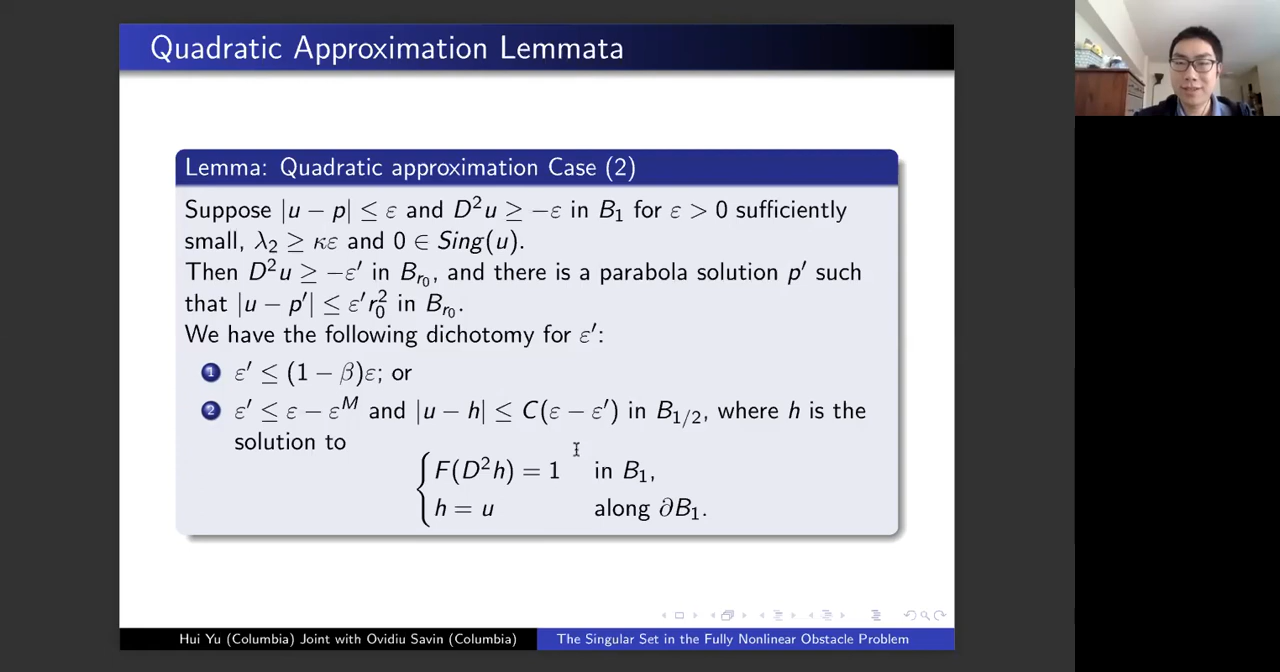 Quadratic Approximation Lemmata
Lemma: Quadratic approximation Case (2)
Suppose |u − p| ≤ ε and D²u ≥ −ε in B₁ for ε > 0 sufficiently
small, λ₂ ≥ κε and 0 ∈ Sing(u).
Then D²u ≥ −ε′ in B_{r₀}, and there is a parabola solution p′ such
that |u − p′| ≤ ε′r₀² in B_{r₀}.
We have the following dichotomy for ε′:
1 ε′ ≤ (1 − β)ε; or
2 ε′ ≤ ε − ε^M and |u − h| ≤ C(ε − ε′) in B_{1/2}, where h is the
solution to
{ F(D²h) = 1 in B₁,
h = u along ∂B₁.
Hui Yu (Columbia) Joint with Ovidiu Savin (Columbia)
The Singular Set in the Fully Nonlinear Obstacle Problem